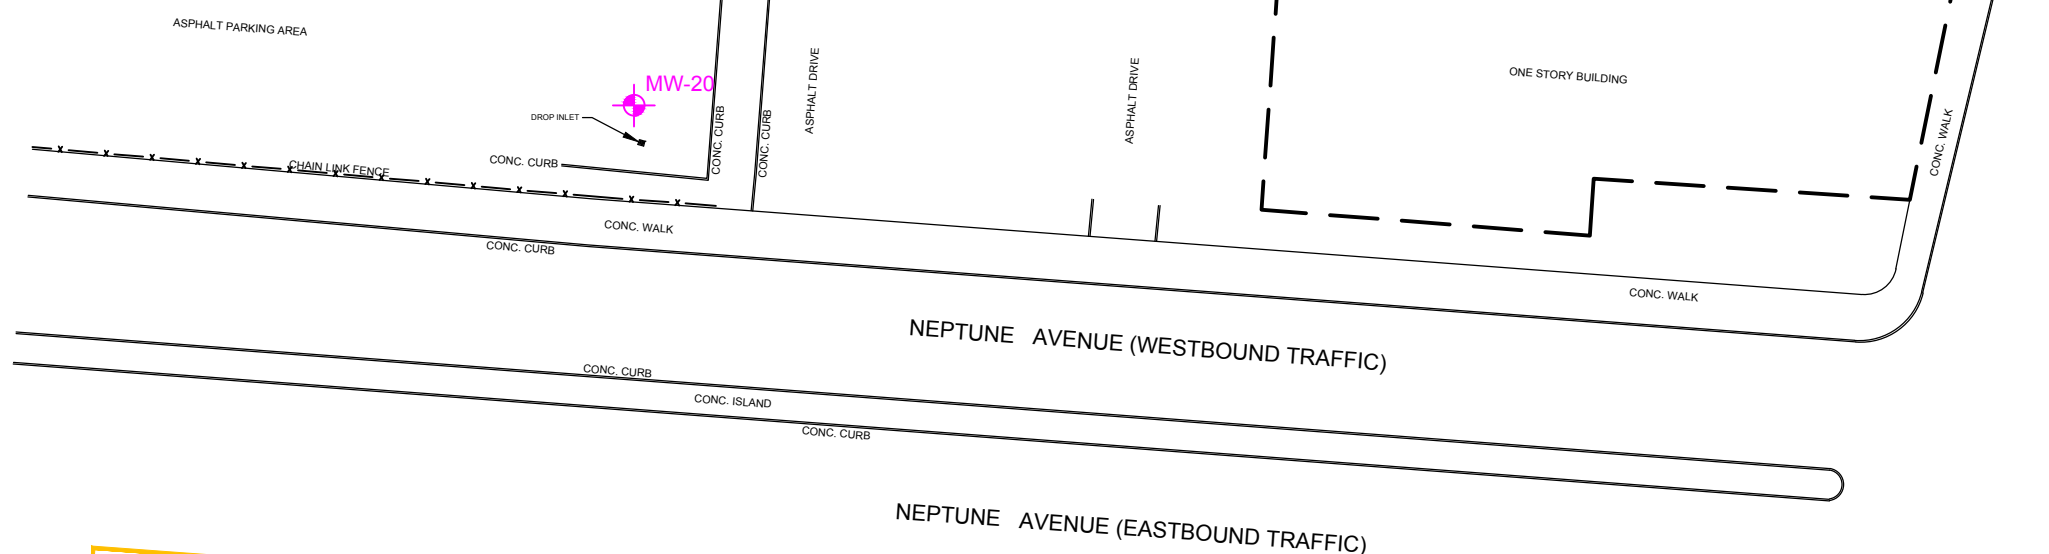 ASPHALT PARKING AREA
MW-20
DROP INLET
ASPHALT DRIVE
ASPHALT DRIVE
ONE STORY BUILDING
CONC. CURB
CONC. CURB
CONC. WALK
CONC. CURB
CHAIN LINK FENCE
CONC. WALK
CONC. CURB
CONC. WALK
NEPTUNE AVENUE (WESTBOUND TRAFFIC)
CONC. CURB
CONC. ISLAND
CONC. CURB
NEPTUNE AVENUE (EASTBOUND TRAFFIC)